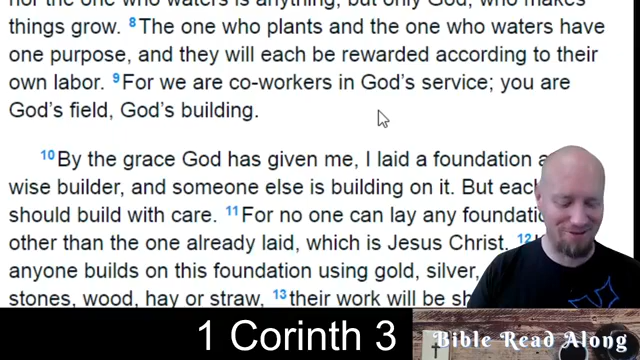 nor the one who waters is anything, but only God, who makes
things grow. 8 The one who plants and the one who waters have
one purpose, and they will each be rewarded according to their
own labor. 9 For we are co-workers in God's service; you are
God's field, God's building.
10 By the grace God has given me, I laid a foundation a
wise builder, and someone else is building on it. But eac
should build with care. 11 For no one can lay any foundatio
other than the one already laid, which is Jesus Christ. 12
anyone builds on this foundation using gold, silver,
stones, wood, hay or straw, 13 their work will be sh
1 Corinth 3
Bible Read Along